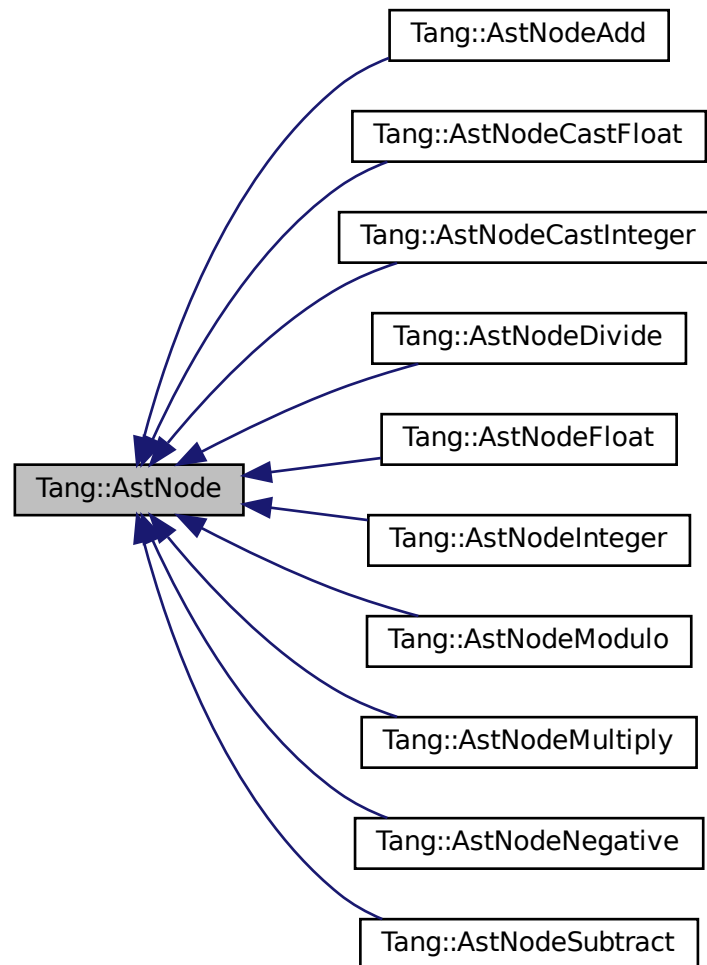 Tang::AstNodeAdd
Tang::AstNodeCastFloat
Tang::AstNodeCastInteger
Tang::AstNodeDivide
Tang::AstNodeFloat
Tang::AstNode
Tang::AstNodeInteger
Tang::AstNodeModulo
Tang::AstNodeMultiply
Tang::AstNodeNegative
Tang::AstNodeSubtract